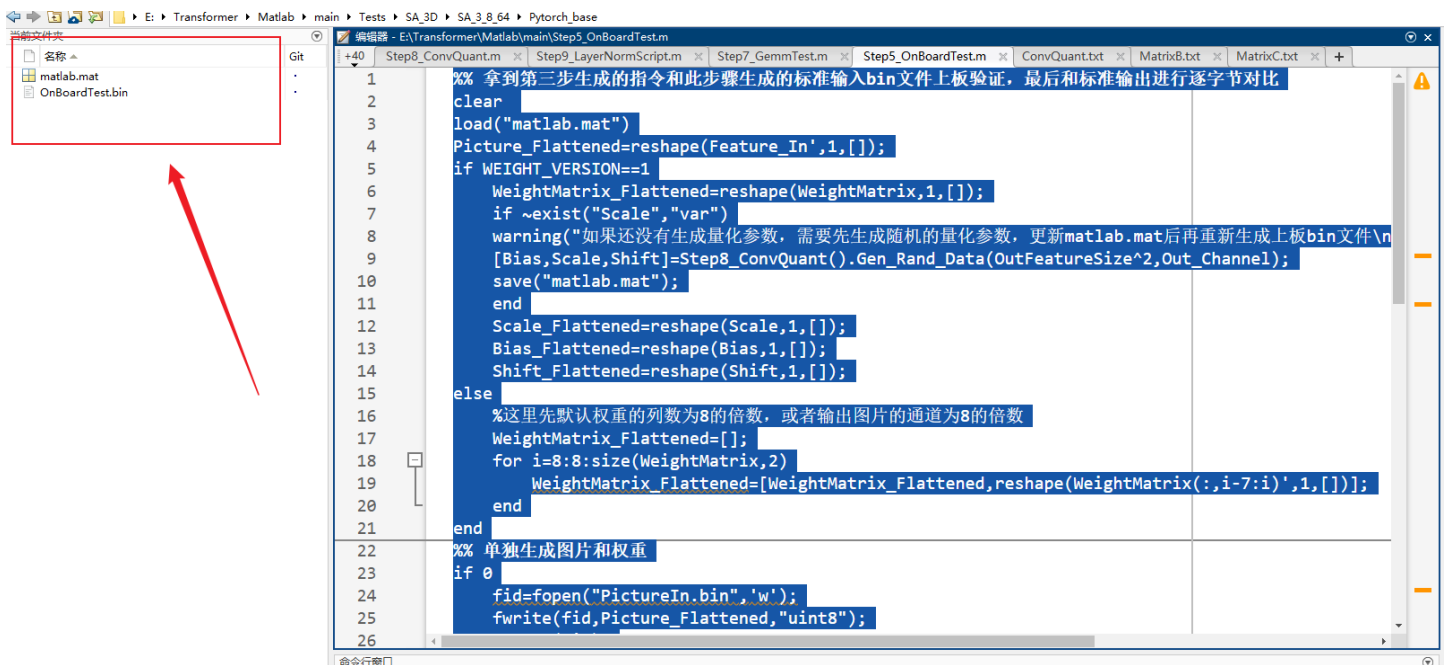 E: Transformer Matlab main Tests SA_3D SA_3_8_64 Pytorch_base
当前文件夹
名称 Git
matlab.mat
OnBoardTest.bin
编辑器 - E:\Transformer\Matlab\main\Step5_OnBoardTest.m
+40 Step8_ConvQuant.m Step9_LayerNormScript.m Step7_GemmTest.m Step5_OnBoardTest.m ConvQuant.txt MatrixB.txt MatrixC.txt +
1 %% 拿到第三步生成的指令和此步骤生成的标准输入bin文件上板验证，最后和标准输出进行逐字节对比
2 clear
3 load("matlab.mat")
4 Picture_Flattened=reshape(Feature_In',1,[]);
5 if WEIGHT_VERSION==1
6 WeightMatrix_Flattened=reshape(WeightMatrix,1,[]);
7 if ~exist("Scale","var")
8 warning("如果还没有生成量化参数，需要先生成随机的量化参数，更新matlab.mat后再重新生成上板bin文件\n
9 [Bias,Scale,Shift]=Step8_ConvQuant().Gen_Rand_Data(OutFeatureSize^2,Out_Channel);
10 save("matlab.mat");
11 end
12 Scale_Flattened=reshape(Scale,1,[]);
13 Bias_Flattened=reshape(Bias,1,[]);
14 Shift_Flattened=reshape(Shift,1,[]);
15 else
16 %这里先默认权重的列数为8的倍数，或者输出图片的通道为8的倍数
17 WeightMatrix_Flattened=[];
18 for i=8:8:size(WeightMatrix,2)
19 WeightMatrix_Flattened=[WeightMatrix_Flattened,reshape(WeightMatrix(:,i-7:i)',1,[])];
20 end
21 end
22 %% 单独生成图片和权重
23 if 0
24 fid=fopen("PictureIn.bin",'w');
25 fwrite(fid,Picture_Flattened,"uint8");
26
命令行窗口